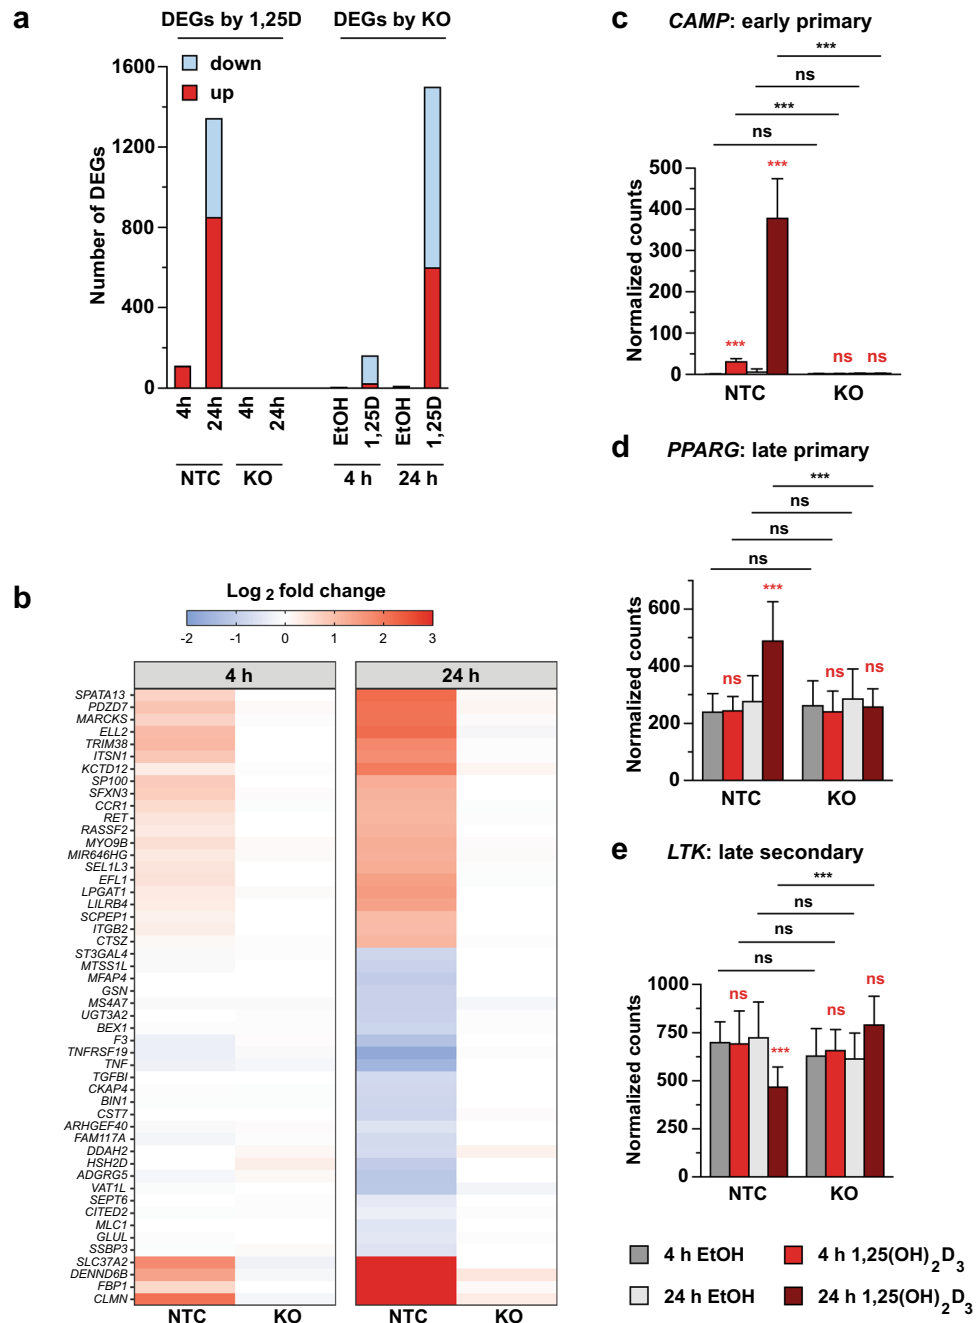 a
DEGs by 1,25D
DEGs by KO
down
up
Number of DEGs
1600
1200
800
400
0
4h
24h
4h
24h
EtOH
1,25D
EtOH
1,25D
NTC
KO
4 h
24 h
b
Log 2 fold change
-2 -1 0 1 2 3
4 h
24 h
SPATA13
PDZD7
MARCKS
ELL2
TRIM38
ITSN1
KCTD12
SP100
SFXN3
CCR1
RET
RASSF2
MYO9B
MIR646HG
SEL1L3
EFL1
LPGAT1
LILRB4
SCPEP1
ITGB2
CTSZ
ST3GAL4
MTSS1L
MFAP4
GSN
MS4A7
UGT3A2
BEX1
F3
TNFRSF19
TNF
TGFBI
CKAP4
BIN1
CST7
ARHGEF40
FAM117A
DDAH2
HSH2D
ADGRG5
VAT1L
SEPT6
CITED2
MLC1
GLUL
SSBP3
SLC37A2
DENND6B
FBP1
CLMN
NTC KO NTC KO
c
CAMP: early primary
***
ns
***
ns
Normalized counts
500
400
300
200
100
0
***
***
ns ns
NTC KO
d
PPARG: late primary
***
ns
ns
ns
Normalized counts
600
400
200
0
ns
***
ns
ns
NTC KO
e
LTK: late secondary
***
ns
ns
ns
Normalized counts
1000
750
500
250
0
ns
***
ns
ns
NTC KO
4 h EtOH
4 h 1,25(OH)2D3
24 h EtOH
24 h 1,25(OH)2D3